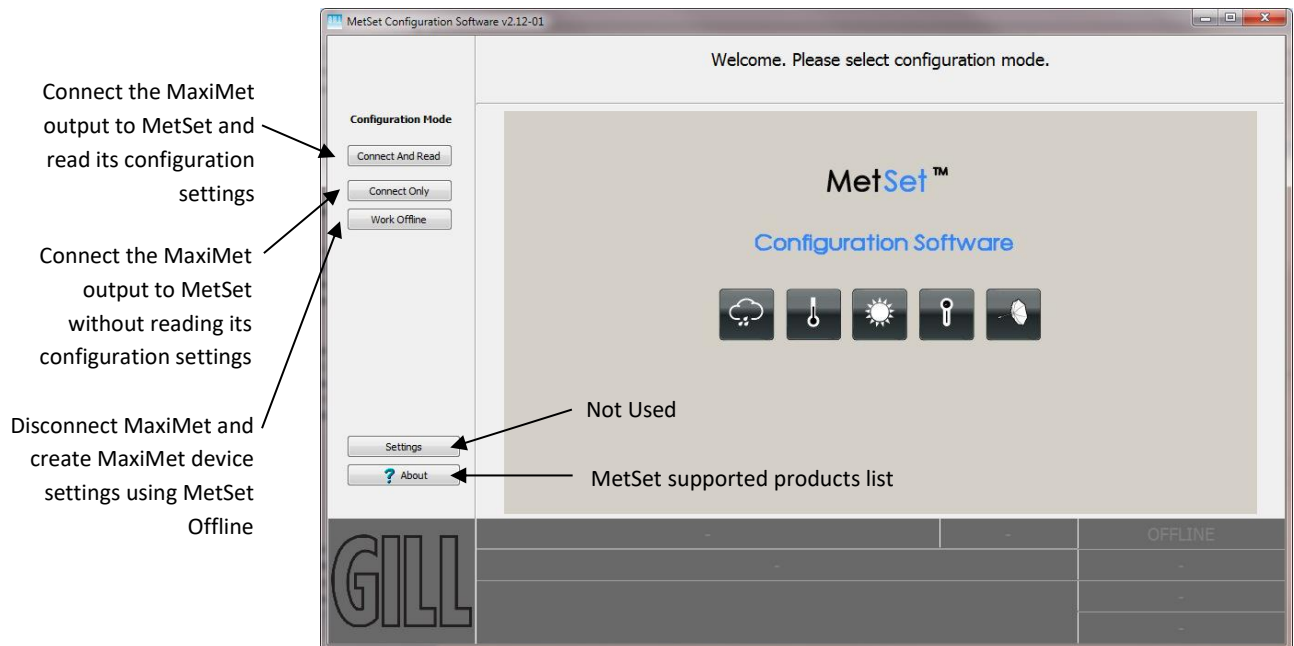 MetSet Configuration Software v2.12-01
Welcome. Please select configuration mode.
Connect the MaxiMet
output to MetSet and
read its configuration
settings
Connect the MaxiMet
output to MetSet
without reading its
configuration settings
Disconnect MaxiMet and
create MaxiMet device
settings using MetSet
Offline
Configuration Mode
Connect And Read
Connect Only
Work Offline
MetSet™
Configuration Software
Not Used
Settings
MetSet supported products list
? About
GILL
- - OFFLINE
- -
-
-